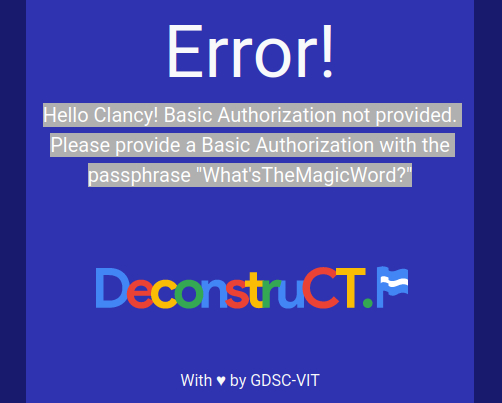 Error!
Hello Clancy! Basic Authorization not provided.
Please provide a Basic Authorization with the
passphrase "What'sTheMagicWord?"
DeconstruCT.F
With ♥ by GDSC-VIT